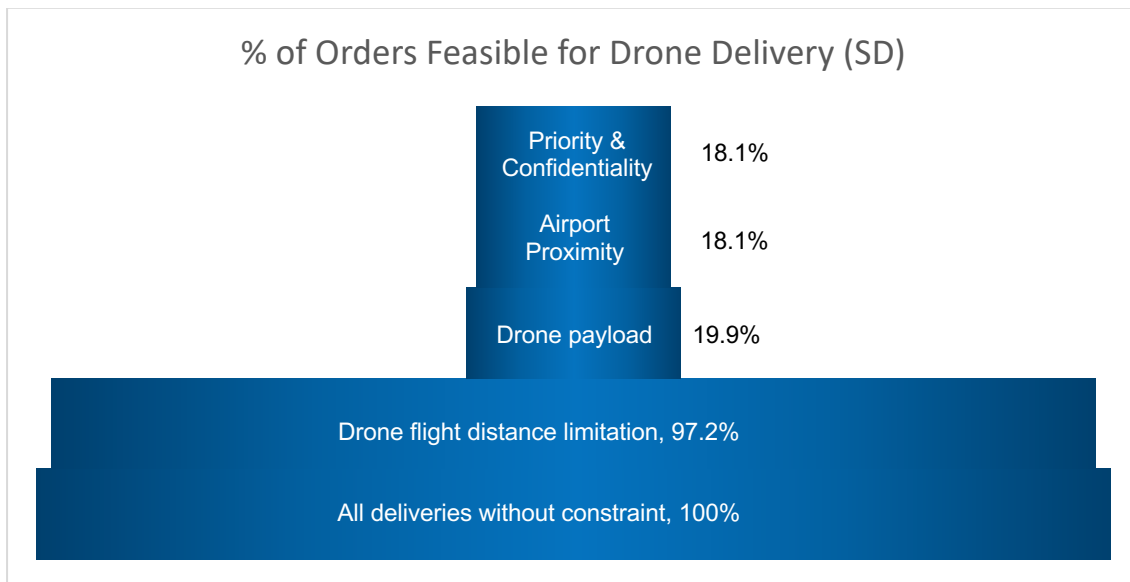 % of Orders Feasible for Drone Delivery (SD)
Priority &
Confidentiality
18.1%
Airport
Proximity
18.1%
Drone payload
19.9%
Drone flight distance limitation, 97.2%
All deliveries without constraint, 100%